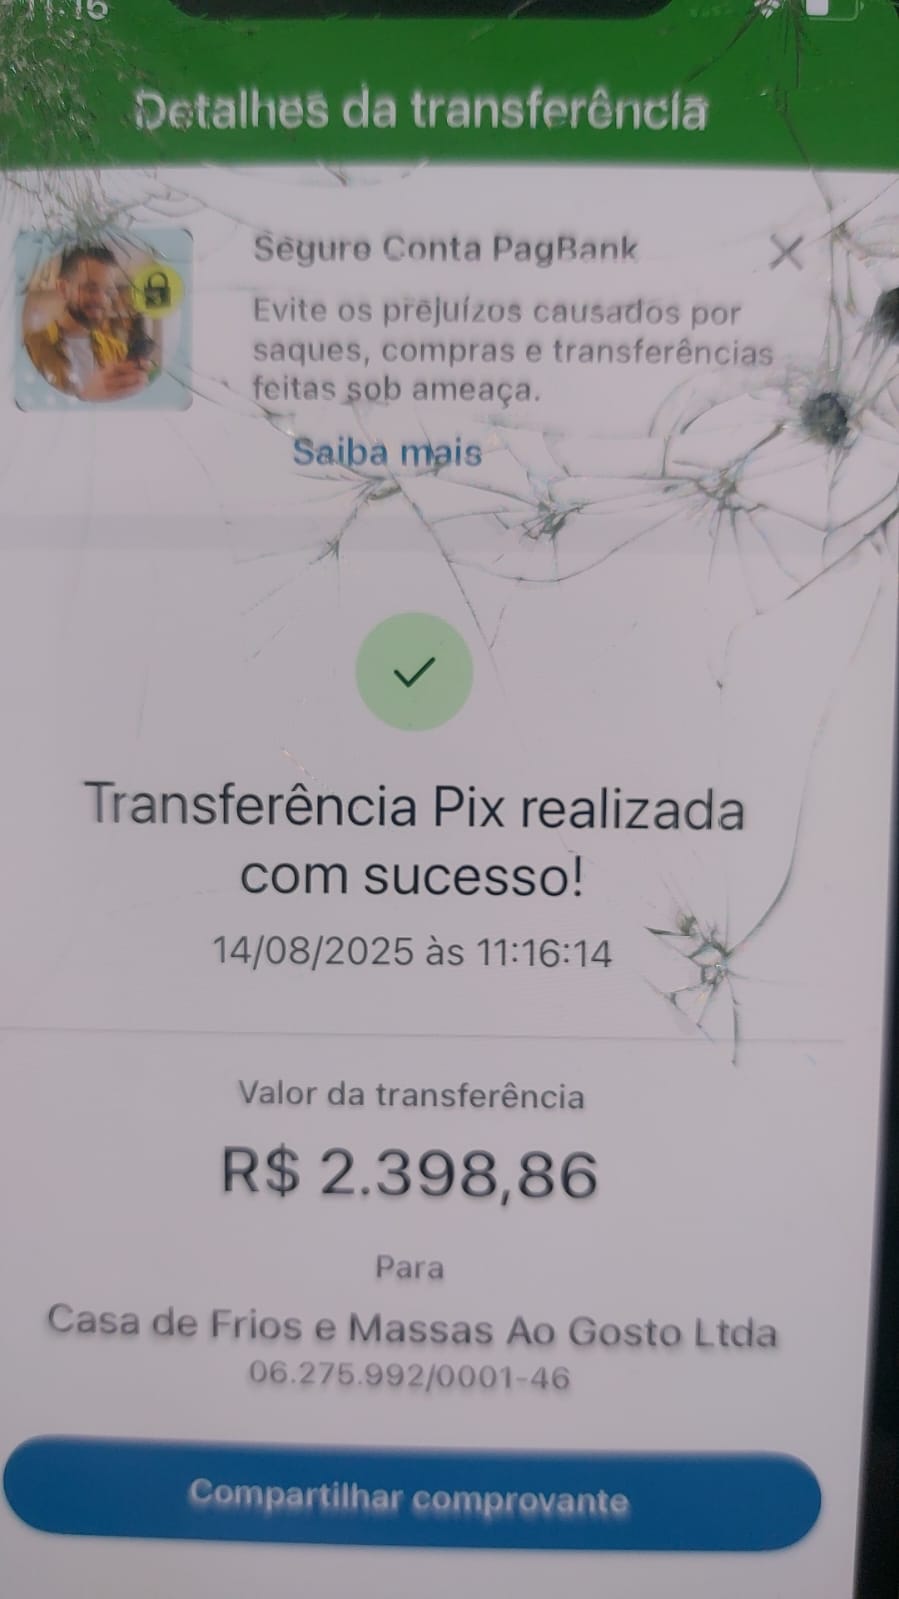 11:16
Detalhes da transferência
Seguro Conta PagBank
Evite os prejuízos causados por
saques, compras e transferências
feitas sob ameaça.
Saiba mais
Transferência Pix realizada
com sucesso!
14/08/2025 às 11:16:14
Valor da transferência
R$ 2.398,86
Para
Casa de Frios e Massas Ao Gosto Ltda
06.275.992/0001-46
Compartilhar comprovante